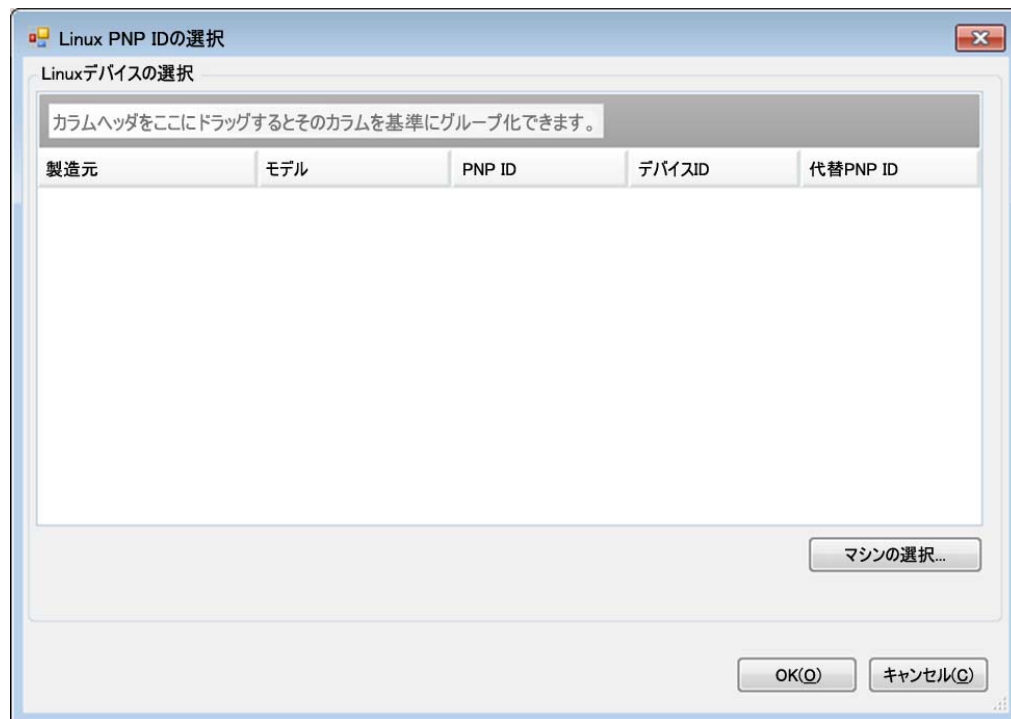 Linux PNP IDの選択
Linuxデバイスの選択
カラムヘッダをここにドラッグするとそのカラムを基準にグループ化できます。
製造元 モデル PNP ID デバイスID 代替PNP ID
マシンの選択...
OK(O) キャンセル(C)